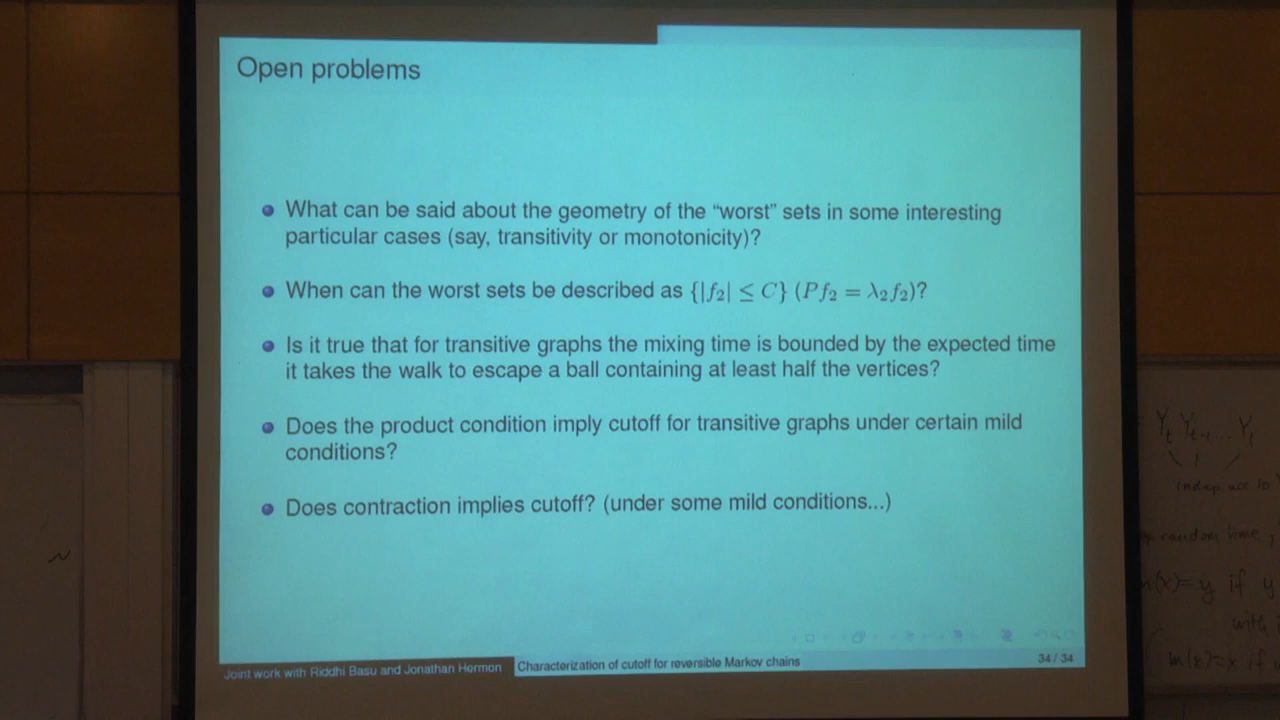 Open problems
What can be said about the geometry of the “worst” sets in some interesting
particular cases (say, transitivity or monotonicity)?
When can the worst sets be described as {|f₂| ≤ C} (Pf₂ = λ₂f₂)?
Is it true that for transitive graphs the mixing time is bounded by the expected time
it takes the walk to escape a ball containing at least half the vertices?
Does the product condition imply cutoff for transitive graphs under certain mild
conditions?
Does contraction implies cutoff? (under some mild conditions...)
Joint work with Riddhi Basu and Jonathan Hermon
Characterization of cutoff for reversible Markov chains
34 / 34
random time
if y
with
m(z)=x if